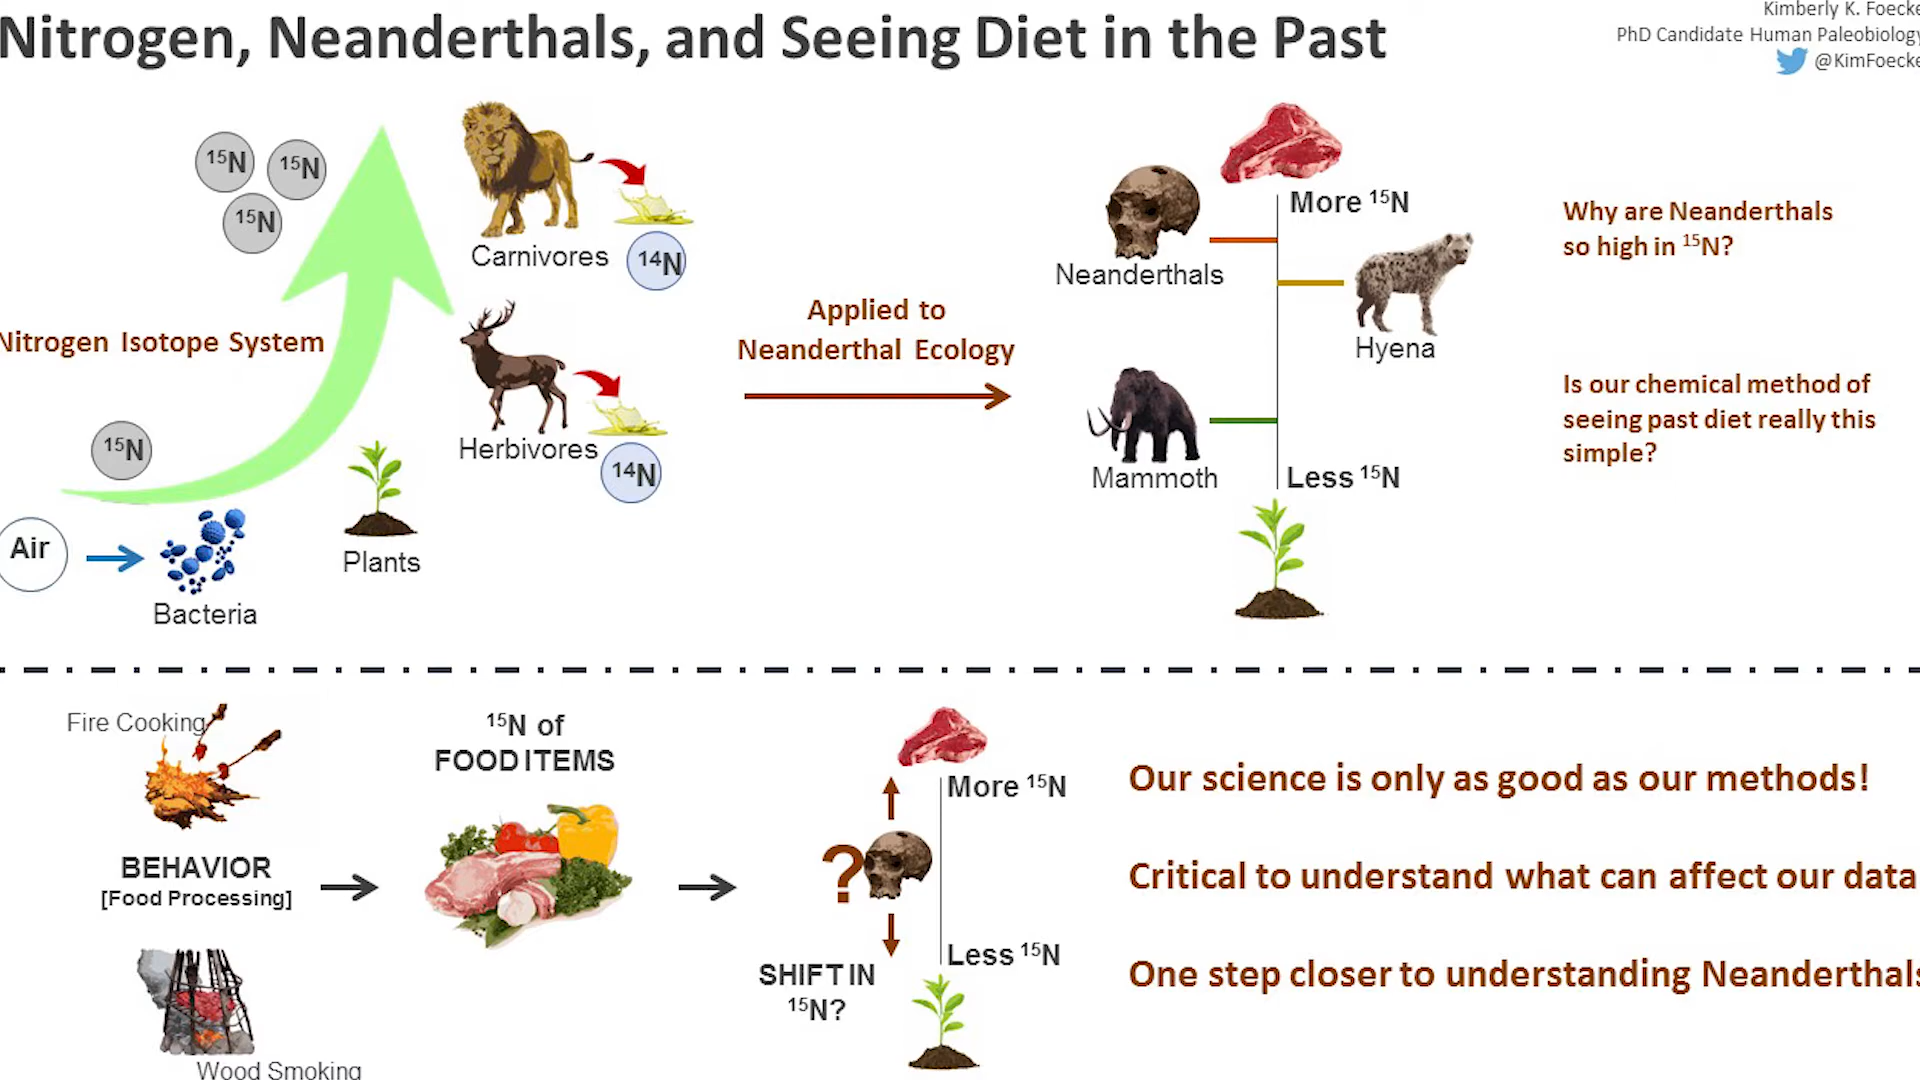 Nitrogen, Neanderthals, and Seeing Diet in the Past
Kimberly K. Foecke
PhD Candidate Human Paleobiology
@KimFoecke
15N
15N
15N
Carnivores
14N
Nitrogen Isotope System
15N
Herbivores
14N
Air
Bacteria
Plants
Applied to
Neanderthal Ecology
More 15N
Neanderthals
Hyena
Mammoth
Less 15N
Why are Neanderthals
so high in 15N?
Is our chemical method of
seeing past diet really this
simple?
Fire Cooking
BEHAVIOR
[Food Processing]
Wood Smoking
15N of
FOOD ITEMS
More 15N
?
Less 15N
SHIFT IN
15N?
Our science is only as good as our methods!
Critical to understand what can affect our data
One step closer to understanding Neanderthals